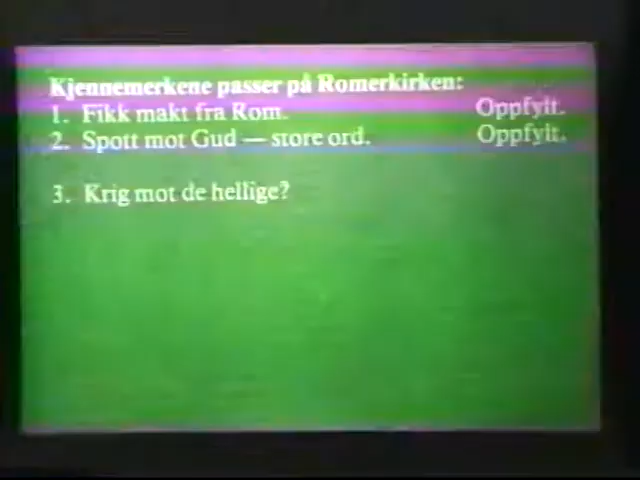 Kjennemerkene passer på Romerkirken:
1. Fikk makt fra Rom. Oppfylt.
2. Spott mot Gud — store ord. Oppfylt.
3. Krig mot de hellige?